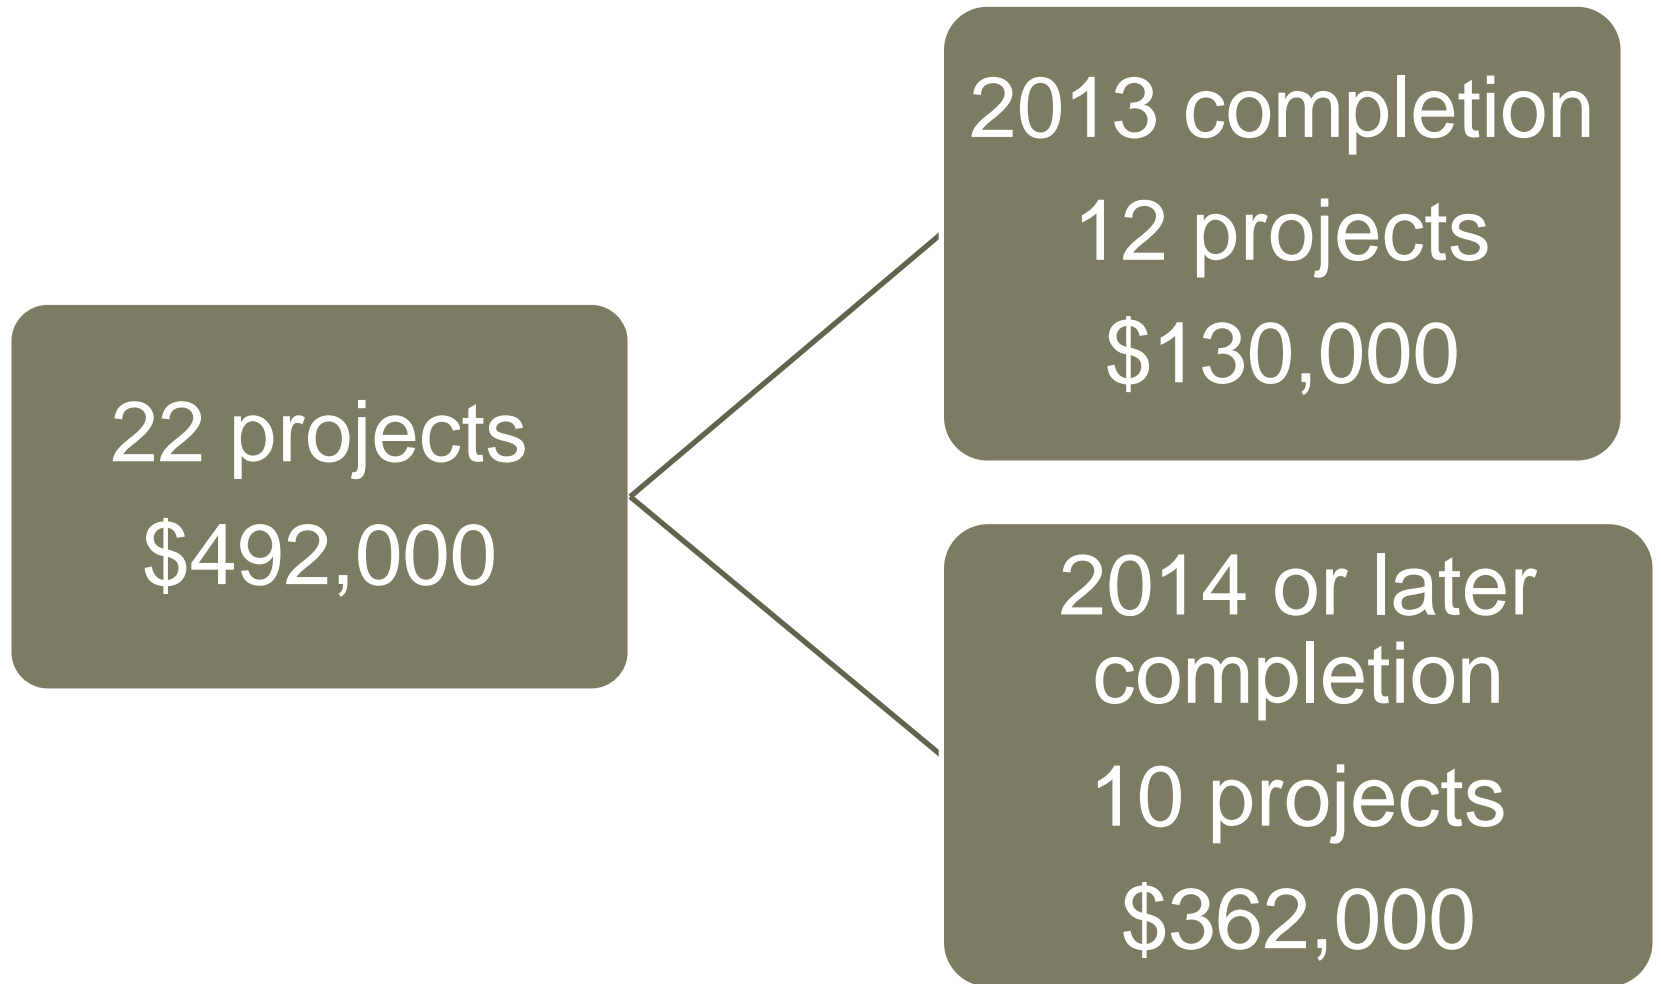 22 projects
$492,000
2013 completion
12 projects
$130,000
2014 or later
completion
10 projects
$362,000